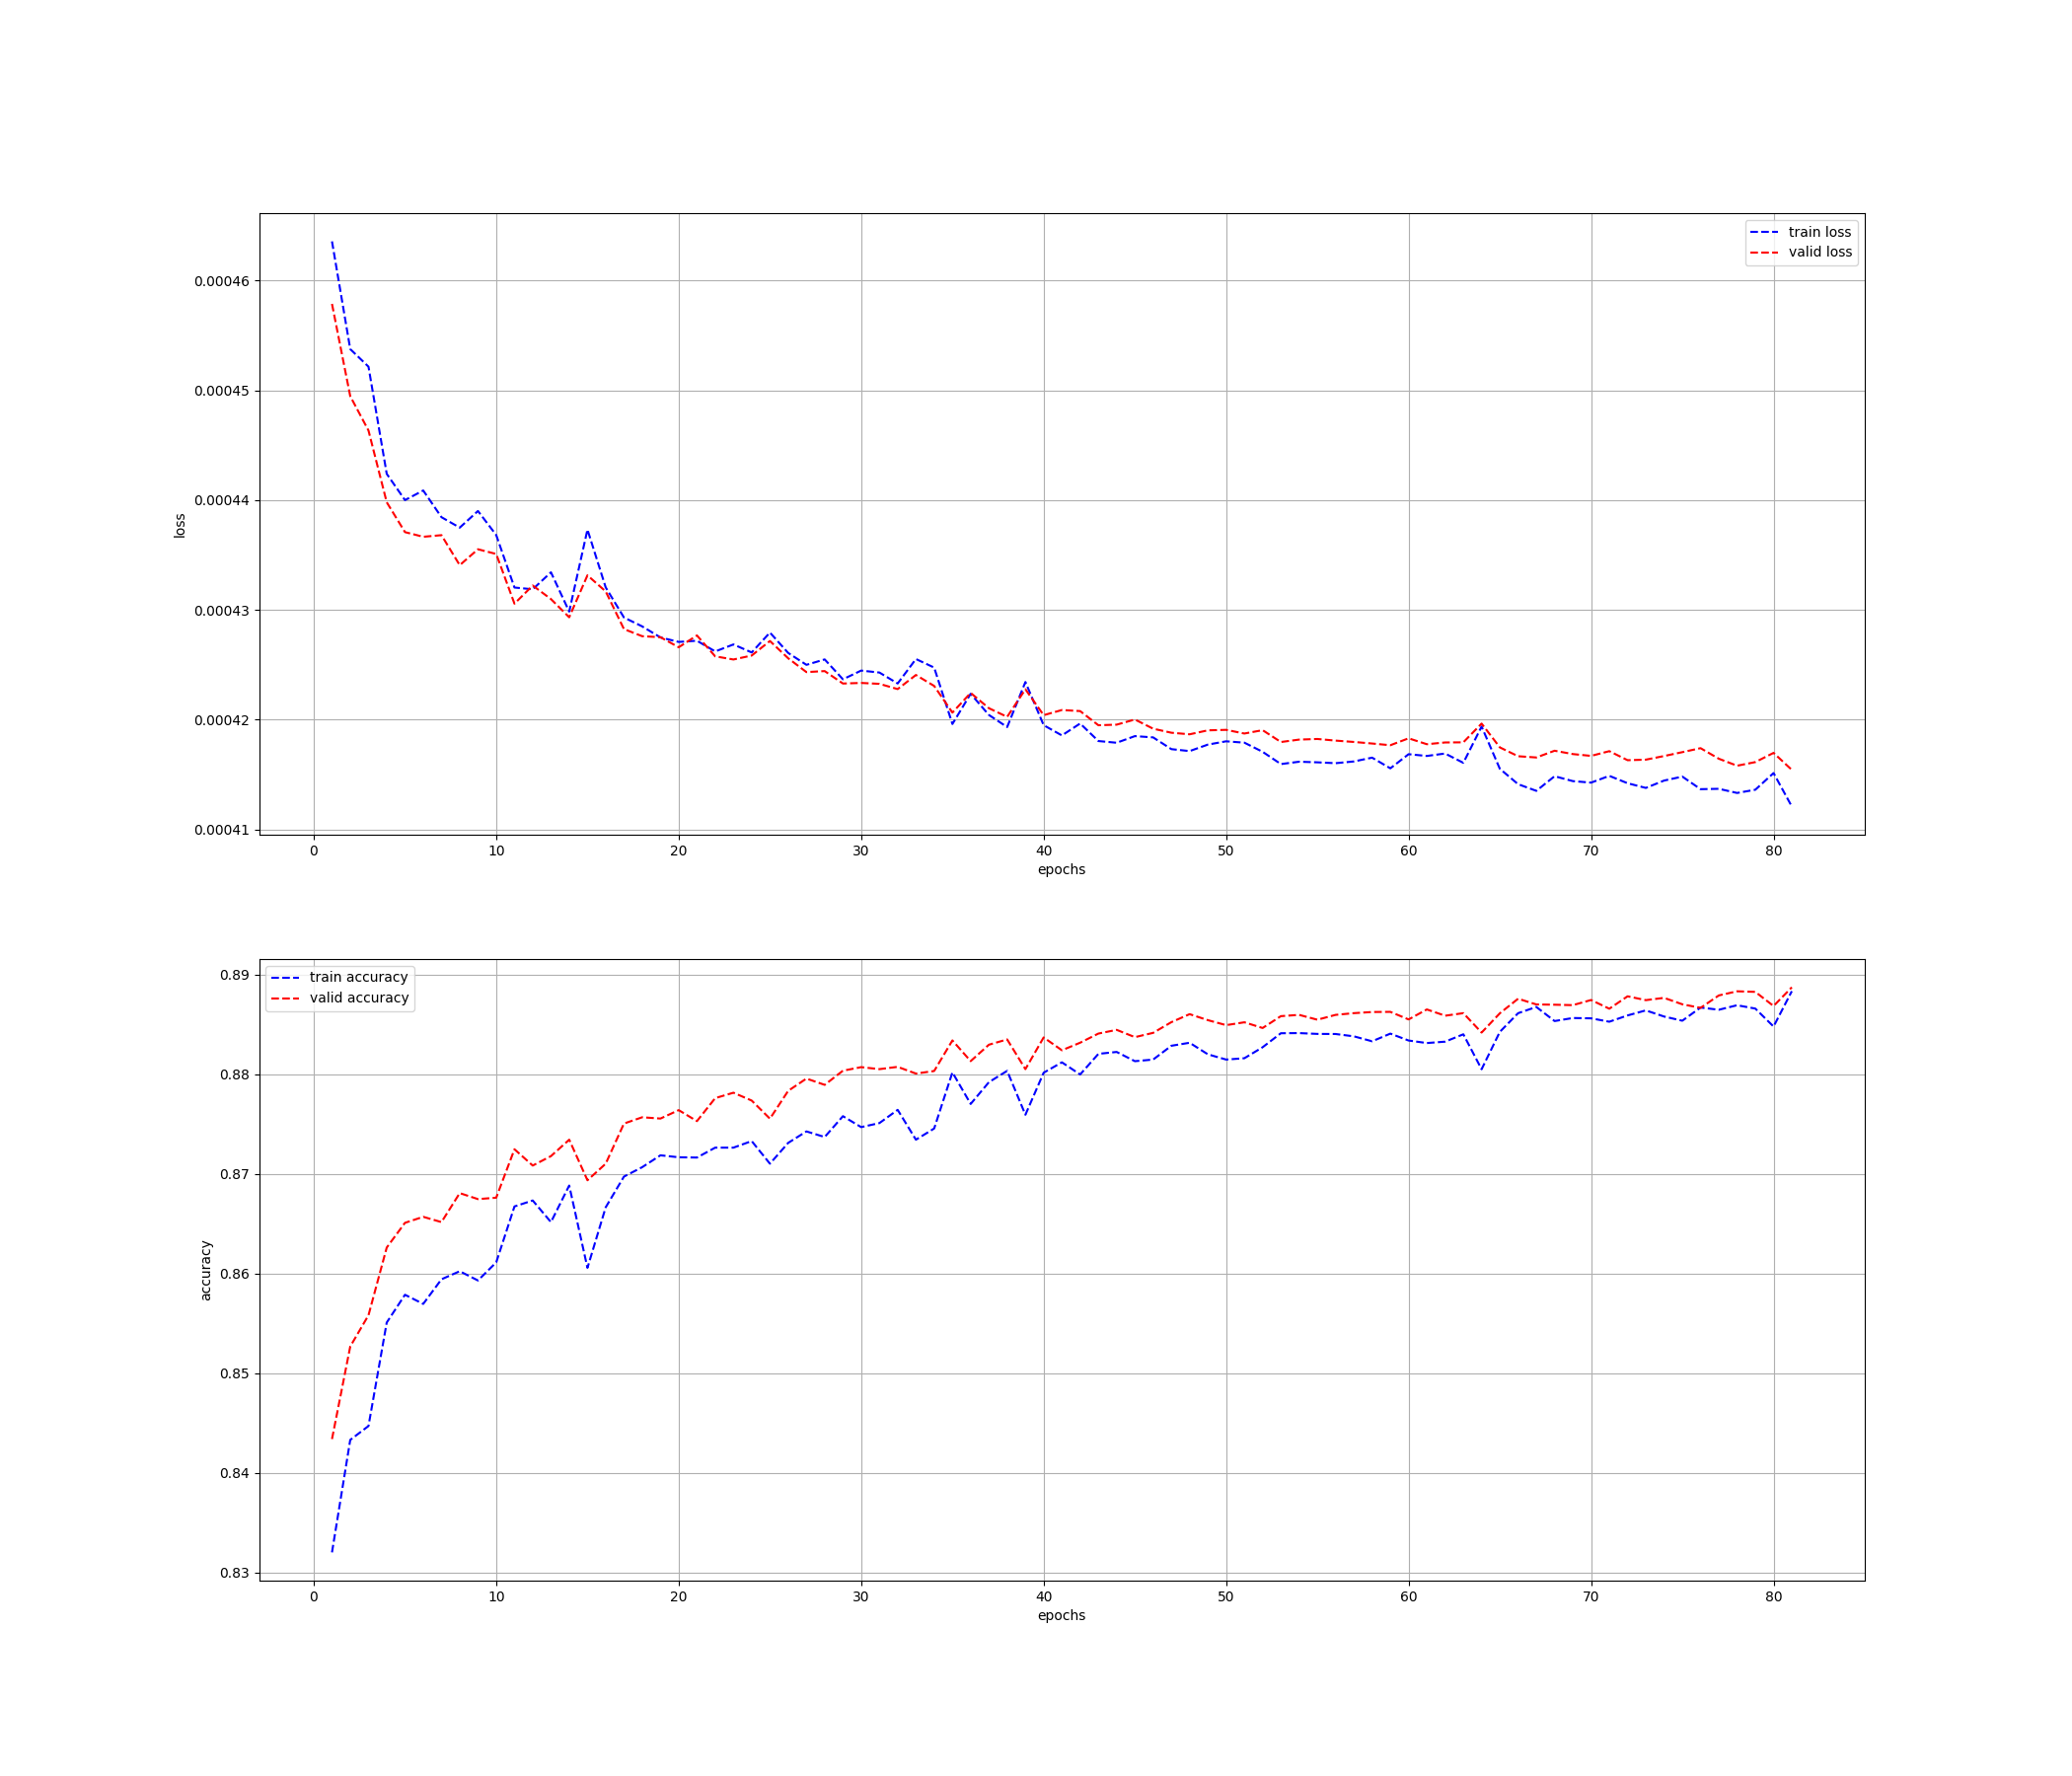 train loss
valid loss
0.00046
0.00045
0.00044
0.00043
0.00042
0.00041
loss
0 10 20 30 40 50 60 70 80
epochs
train accuracy
valid accuracy
0.89
0.88
0.87
0.86
0.85
0.84
0.83
accuracy
0 10 20 30 40 50 60 70 80
epochs